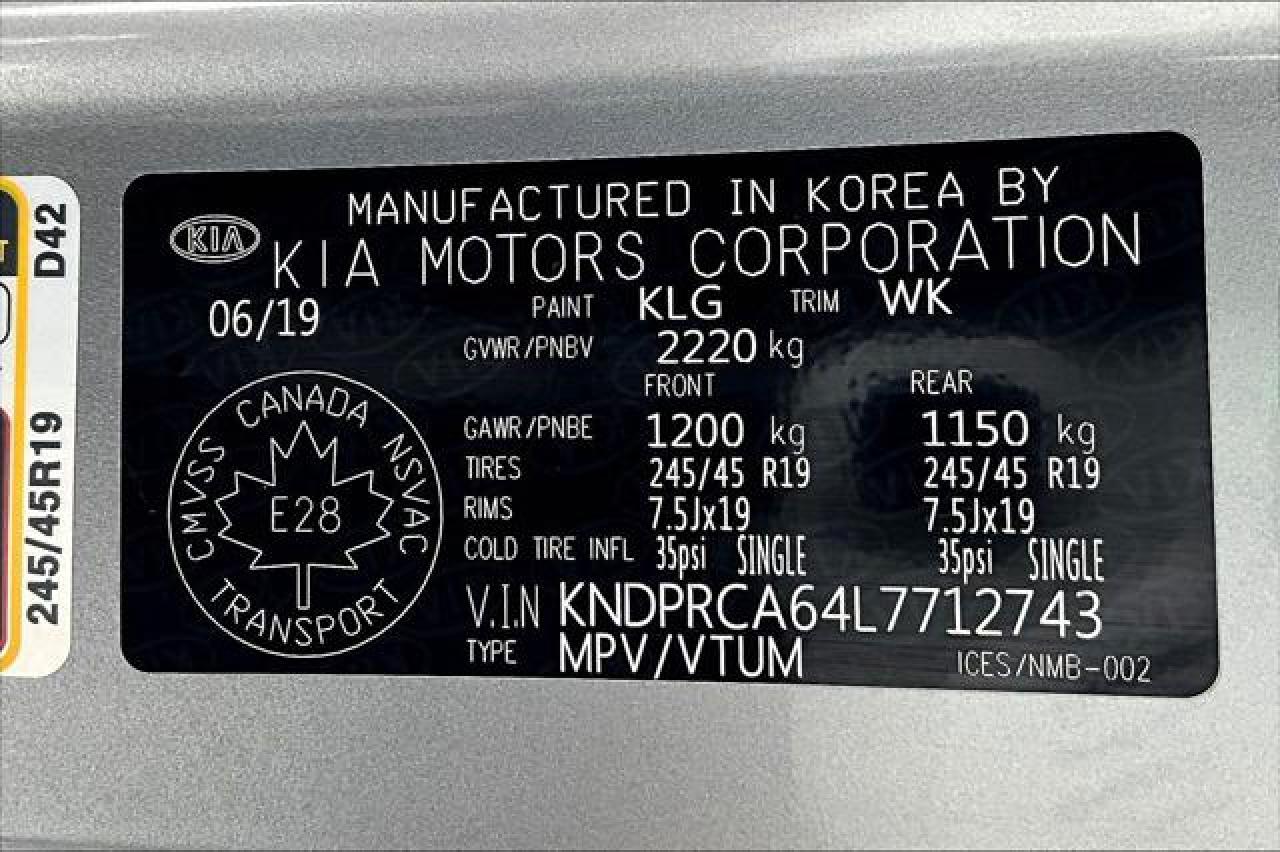 MANUFACTURED IN KOREA BY
KIA
KIA MOTORS CORPORATION
06/19
PAINT KLG TRIM WK
GVWR/PNBV 2220 kg
FRONT REAR
GAWR/PNBE 1200 kg 1150 kg
TIRES 245/45 R19 245/45 R19
RIMS 7.5Jx19 7.5Jx19
COLD TIRE INFL 35psi SINGLE 35psi SINGLE
V.I.N KNDPRCA64L7712743
TYPE MPV/VTUM
ICES/NMB-002
CANADA
CMVSS NSVAC
E28
TRANSPORT
D42
245/45R19